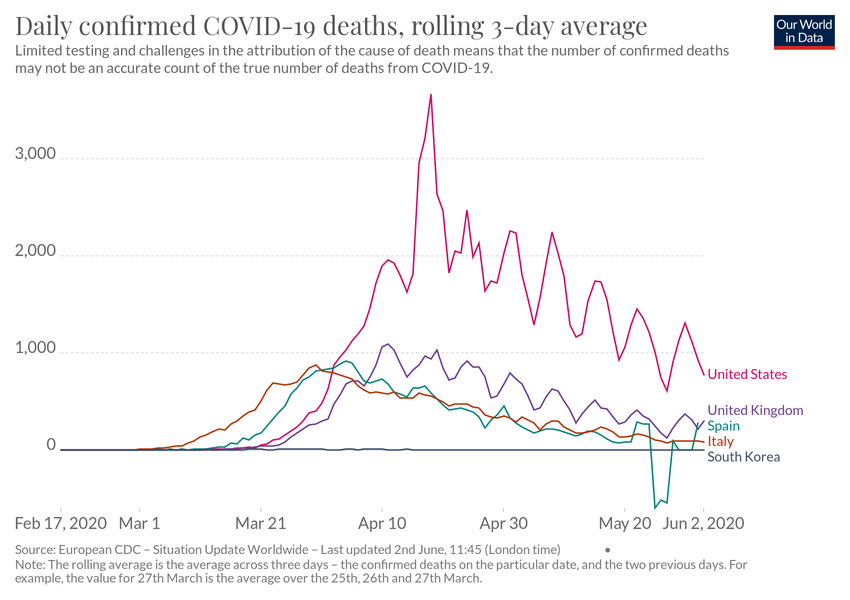 Daily confirmed COVID-19 deaths, rolling 3-day average
Our World
in Data
Limited testing and challenges in the attribution of the cause of death means that the number of confirmed deaths
may not be an accurate count of the true number of deaths from COVID-19.
3,000
2,000
1,000
0
United States
United Kingdom
Spain
Italy
South Korea
Feb 17, 2020 Mar 1 Mar 21 Apr 10 Apr 30 May 20 Jun 2, 2020
Source: European CDC – Situation Update Worldwide – Last updated 2nd June, 11:45 (London time) •
Note: The rolling average is the average across three days – the confirmed deaths on the particular date, and the two previous days. For
example, the value for 27th March is the average over the 25th, 26th and 27th March.